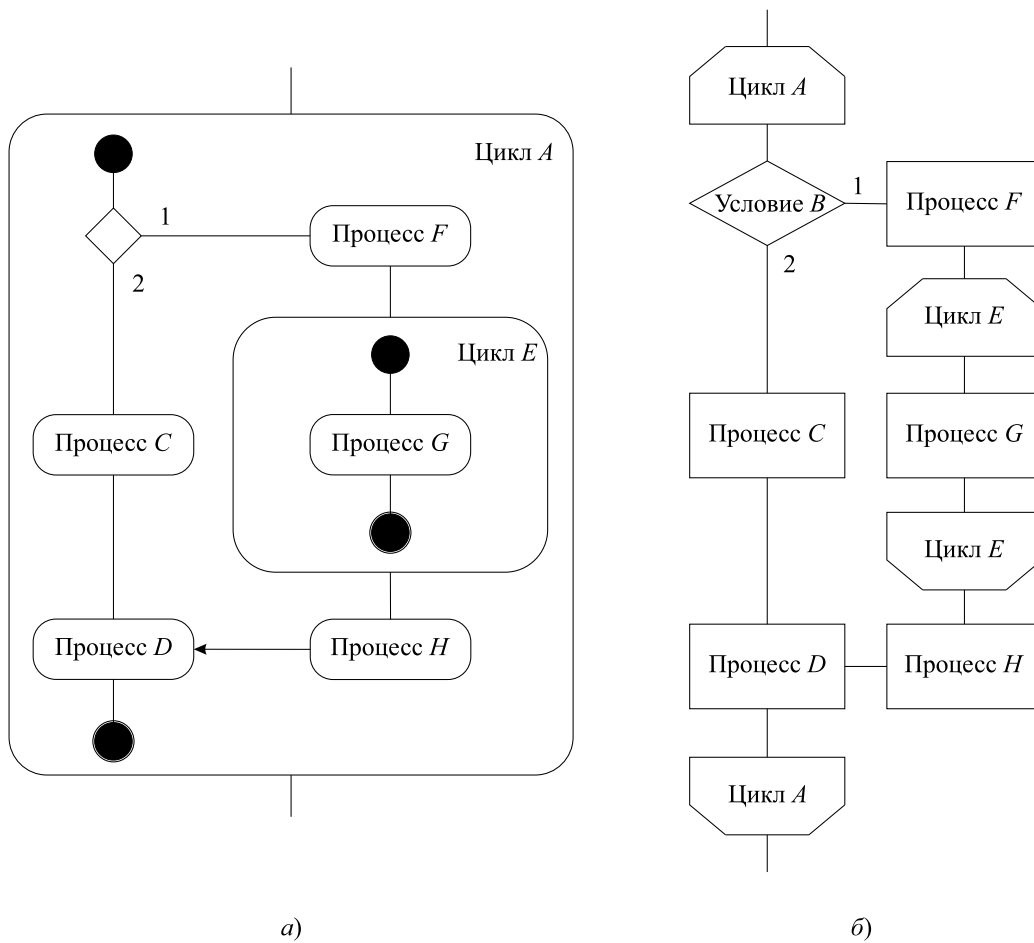 Цикл A
1
Процесс F
2
Цикл E
Процесс C
Процесс G
Процесс D
Процесс H
а)
Цикл A
Условие B
1
Процесс F
2
Цикл E
Процесс C
Процесс G
Цикл E
Процесс D
Процесс H
Цикл A
б)